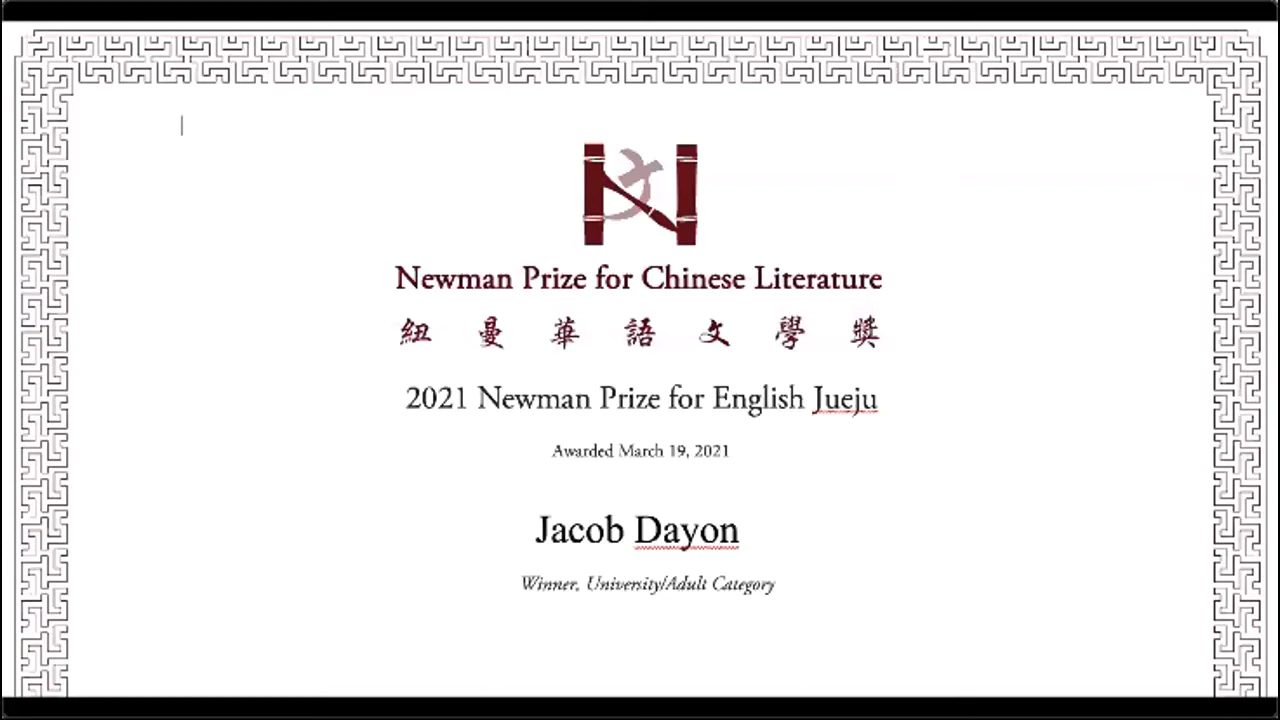 文
Newman Prize for Chinese Literature
紐曼華語文學獎
2021 Newman Prize for English Jueju
Awarded March 19, 2021
Jacob Dayon
Winner, University/Adult Category